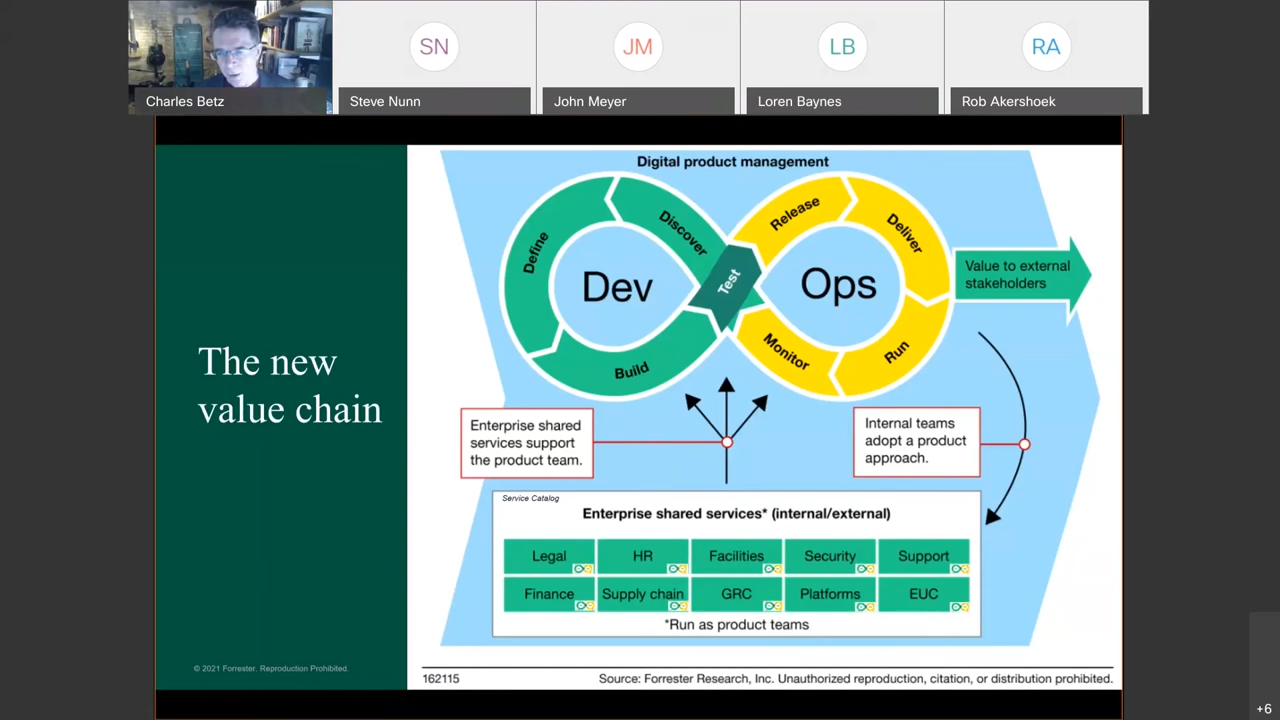 SN
JM
LB
RA
Charles Betz
Steve Nunn
John Meyer
Loren Baynes
Rob Akershoek
The new
value chain
© 2021 Forrester. Reproduction Prohibited.
Digital product management
Define
Discover
Build
Test
Release
Deliver
Run
Monitor
Dev
Ops
Value to external
stakeholders
Enterprise shared
services support
the product team.
Internal teams
adopt a product
approach.
Service Catalog
Enterprise shared services* (internal/external)
Legal
HR
Facilities
Security
Support
Finance
Supply chain
GRC
Platforms
EUC
*Run as product teams
162115
Source: Forrester Research, Inc. Unauthorized reproduction, citation, or distribution prohibited.
+6